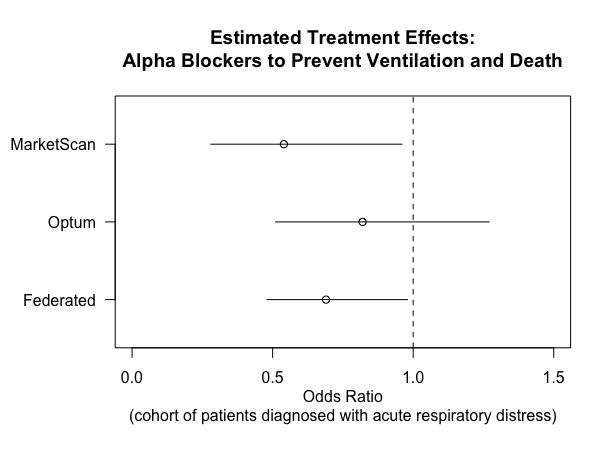 Estimated Treatment Effects:
Alpha Blockers to Prevent Ventilation and Death
MarketScan
Optum
Federated
0.0 0.5 1.0 1.5
Odds Ratio
(cohort of patients diagnosed with acute respiratory distress)